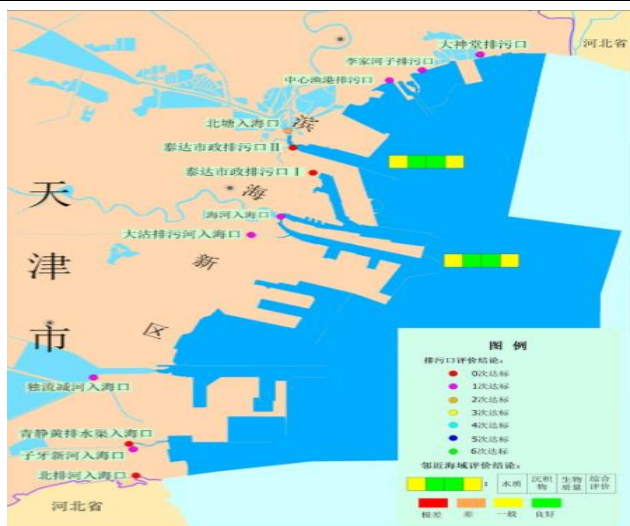 大神堂排污口
河北省
李家河子排污口
中心渔港排污口
北塘入海口
滨
泰达市政排污口Ⅱ
泰达市政排污口Ⅰ
天
海
海河入海口
大沽排污河入海口
津
新
区
市
图 例
排污口评价结论:
0次达标
1次达标
2次达标
3次达标
4次达标
5次达标
6次达标
独流减河入海口
青静黄排水渠入海口
子牙新河入海口
北排河入海口
河北省
邻近海域评价结论:
: 水质 沉积物 生物质量 综合评价
极差 差 一般 良好